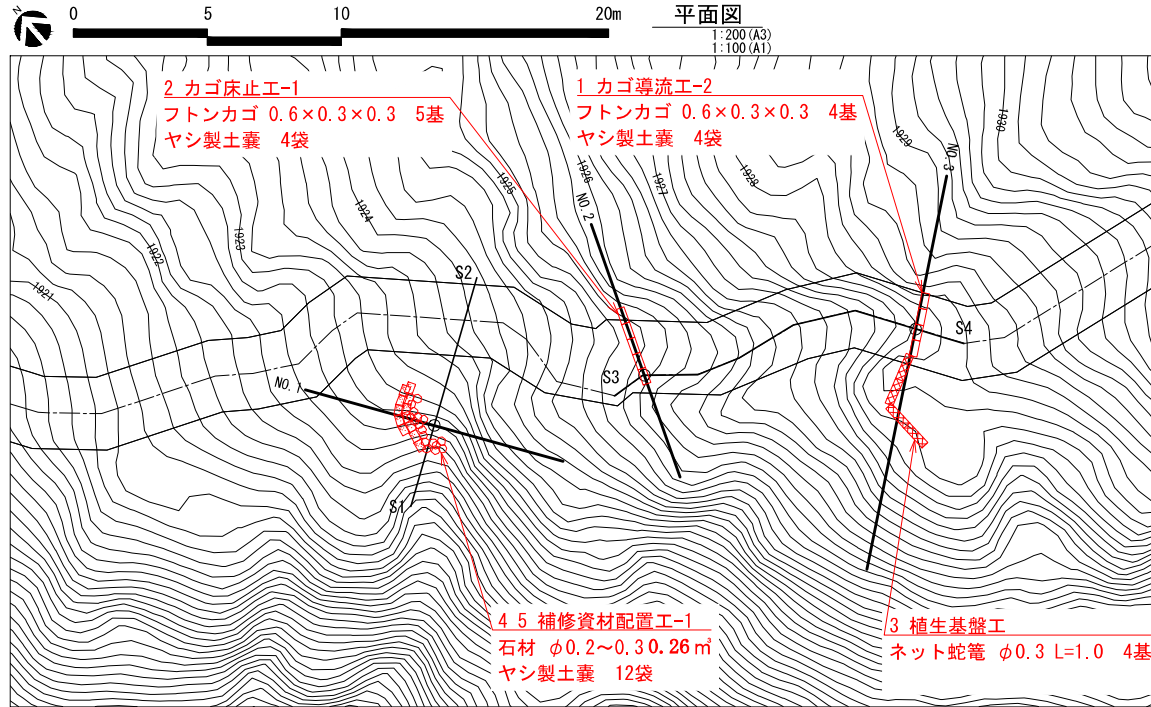 N
0 5 10 20m
平面図
1:200(A3)
1:100(A1)
2 カゴ床止工-1
フトンカゴ 0.6×0.3×0.3 5基
ヤシ製土嚢 4袋
1 カゴ導流工-2
フトンカゴ 0.6×0.3×0.3 4基
ヤシ製土嚢 4袋
1921
1922
1923
1924
1925
1926
1927
1928
1929
1930
NO.1
NO.2
NO.3
S2
S3
S4
S1
4 5 補修資材配置工-1
石材 φ0.2～0.3 0.26㎥
ヤシ製土嚢 12袋
3 植生基盤工
ネット蛇篭 φ0.3 L=1.0 4基